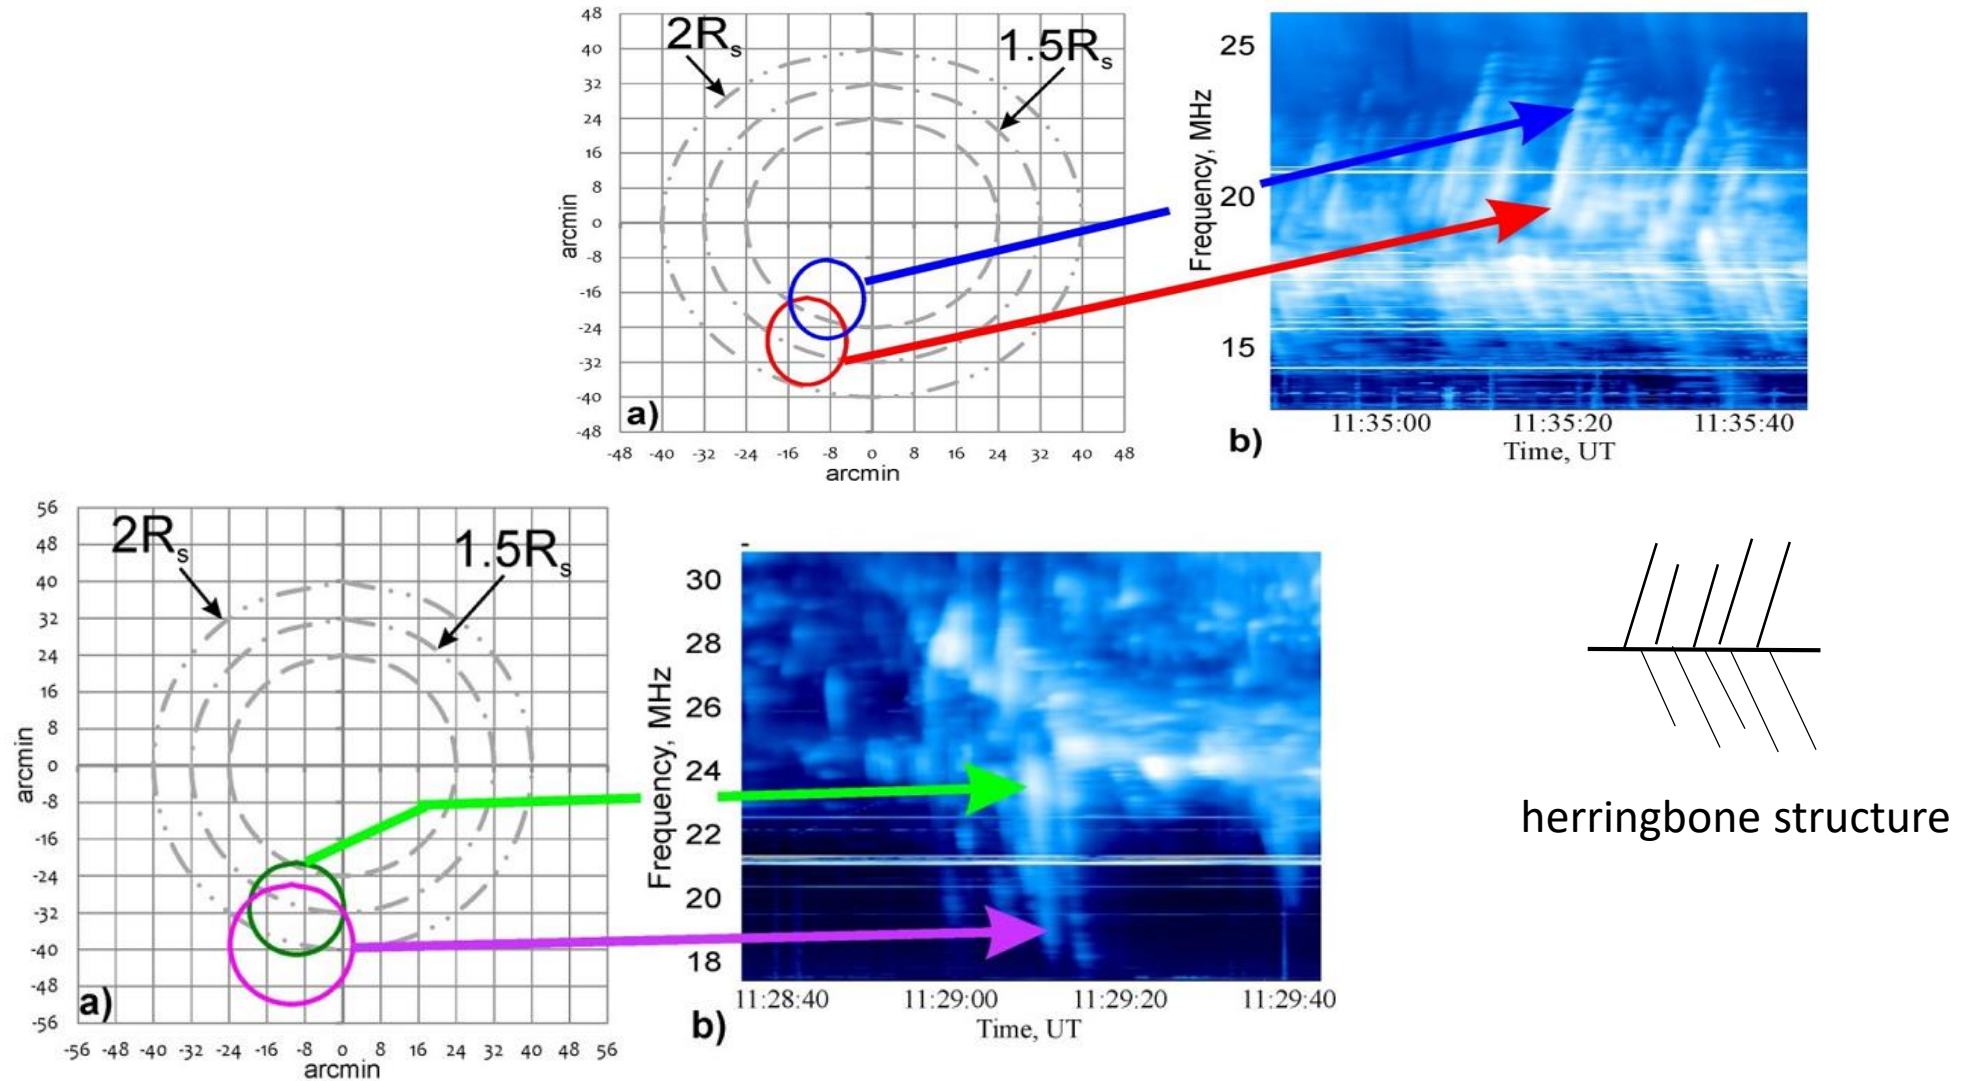 48
40
32
24
16
8
0
-8
-16
-24
-32
-40
-48
arcmin
2Rs
1.5Rs
a)
-48 -40 -32 -24 -16 -8 0 8 16 24 32 40 48
arcmin
25
20
15
Frequency, MHz
11:35:00 11:35:20 11:35:40
Time, UT
b)
56
48
40
32
24
16
8
0
-8
-16
-24
-32
-40
-48
-56
arcmin
2Rs
1.5Rs
a)
-56 -48 -40 -32 -24 -16 -8 0 8 16 24 32 40 48 56
arcmin
30
28
26
24
22
20
18
Frequency, MHz
11:28:40 11:29:00 11:29:20 11:29:40
Time, UT
b)
herringbone structure